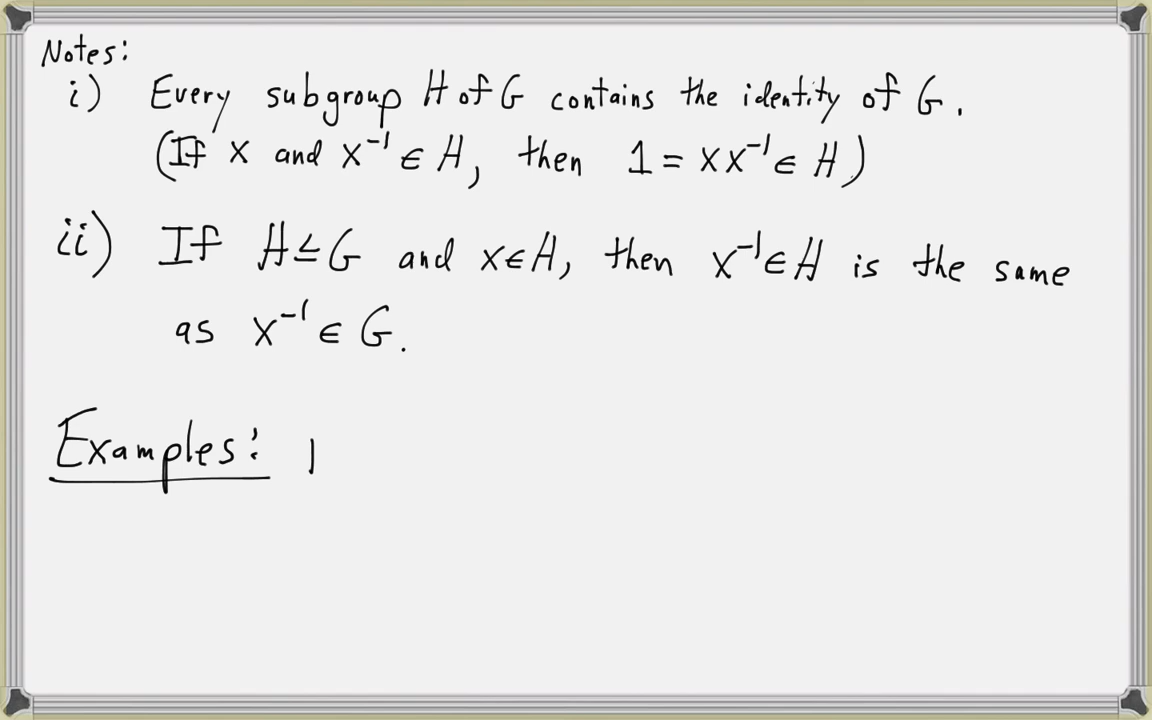 Notes:
i) Every subgroup H of G contains the identity of G.
(If x and x⁻¹ ∈ H, then 1 = xx⁻¹ ∈ H)
ii) If H ≤ G and x ∈ H, then x⁻¹ ∈ H is the same
as x⁻¹ ∈ G.
Examples: 1